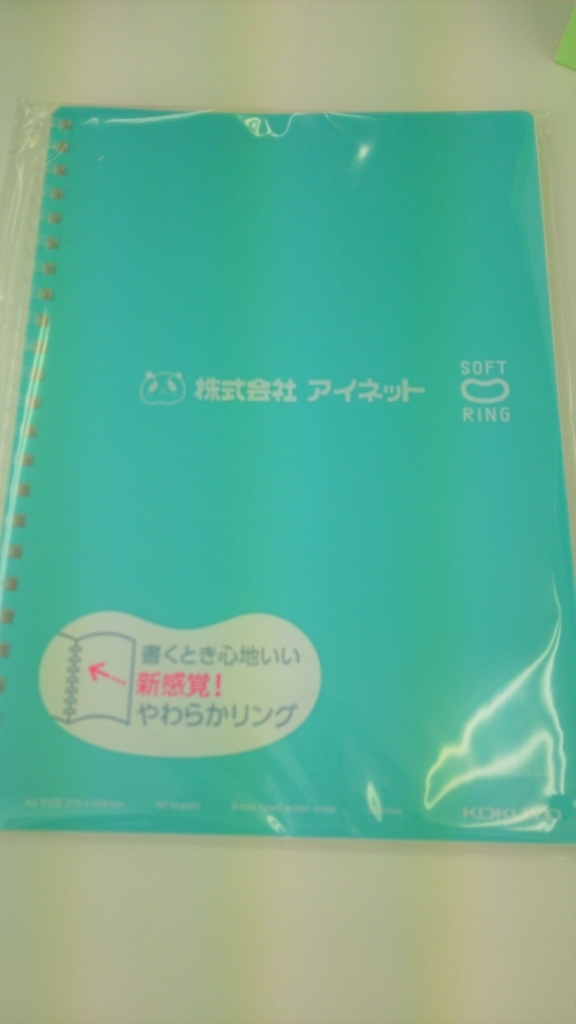 株式会社 アイネット
SOFT
RING
書くとき心地いい
新感覚!
やわらかリング
KOKUYO